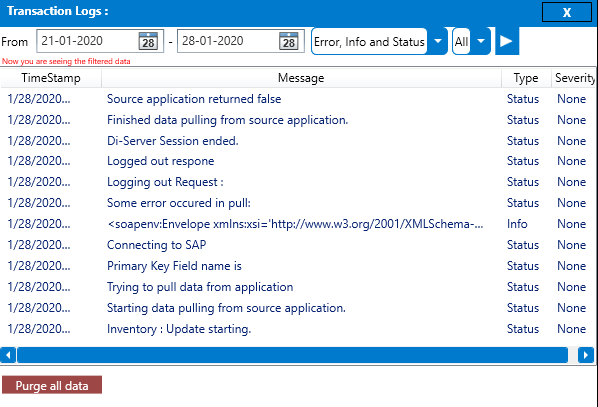 Transaction Logs : X
From 21-01-2020 28 - 28-01-2020 28 Error, Info and Status All
Now you are seeing the filtered data
TimeStamp Message Type Severity
1/28/2020... Source application returned false Status None
1/28/2020... Finished data pulling from source application. Status None
1/28/2020... Di-Server Session ended. Status None
1/28/2020... Logged out respone Status None
1/28/2020... Logging out Request : Status None
1/28/2020... Some error occured in pull: Status None
1/28/2020... <soapenv:Envelope xmlns:xsi='http://www.w3.org/2001/XMLSchema-... Info None
1/28/2020... Connecting to SAP Status None
1/28/2020... Primary Key Field name is Status None
1/28/2020... Trying to pull data from application Status None
1/28/2020... Starting data pulling from source application. Status None
1/28/2020... Inventory : Update starting. Status None
Purge all data